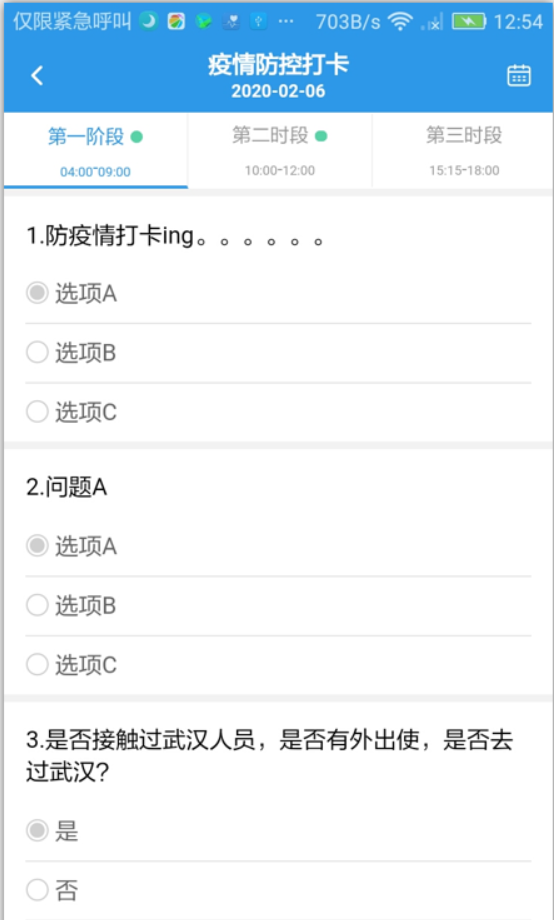 仅限紧急呼叫 ... 703B/s 12:54
疫情防控打卡
2020-02-06
第一阶段 第二时段 第三时段
04:00~09:00 10:00-12:00 15:15-18:00
1.防疫情打卡ing。。。。。。
选项A
选项B
选项C
2.问题A
选项A
选项B
选项C
3.是否接触过武汉人员，是否有外出使，是否去
过武汉?
是
否